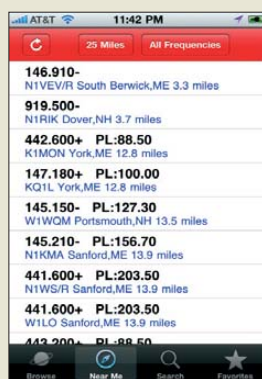 AT&T 11:42 PM
25 Miles All Frequencies
146.910-
N1VEV/R South Berwick,ME 3.3 miles
919.500-
N1RIK Dover,NH 3.7 miles
442.600+ PL:88.50
K1MON York,ME 12.8 miles
147.180+ PL:100.00
KQ1L York,ME 12.8 miles
145.150- PL:127.30
W1WQM Portsmouth,NH 13.5 miles
145.210- PL:156.70
N1KMA Sanford,ME 13.9 miles
441.600+ PL:203.50
N1WS/R Sanford,ME 13.9 miles
441.600+ PL:203.50
W1LO Sanford,ME 13.9 miles
443.200+ PL:88.50
Browse Near Me Search Favorites